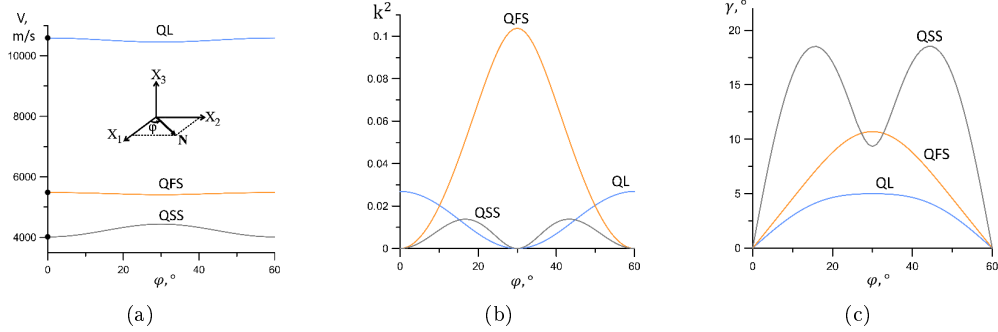 V,
m/s
QL
10000
X3
8000
φ
X1
X2
N
6000
QFS
QSS
4000
0
20
40
60
φ,°
(a)
k²
QFS
0.1
0.08
0.06
0.04
QL
0.02
QSS
0
0
20
40
60
φ,°
(b)
γ,°
20
QSS
15
10
QFS
QL
5
0
0
20
40
60
φ,°
(c)